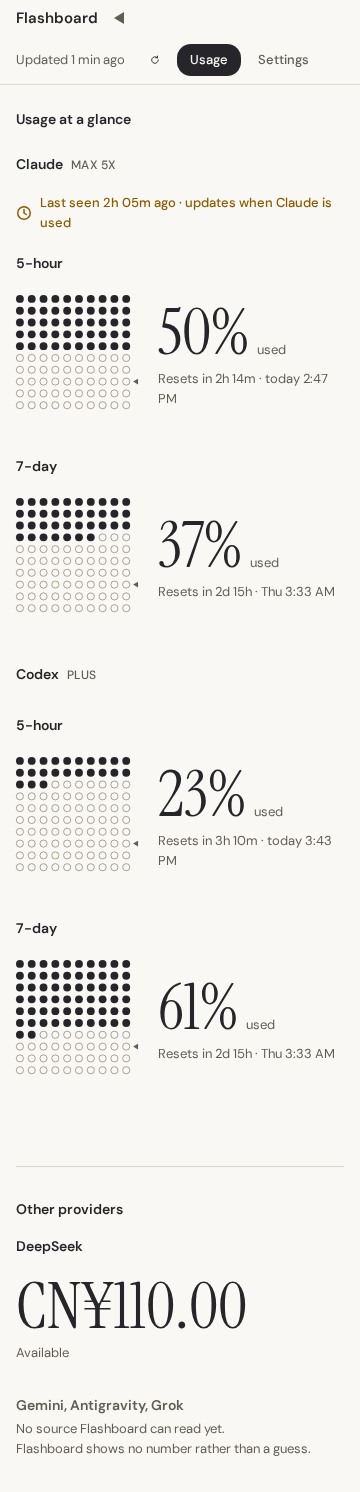 Flashboard
Updated 1 min ago
Usage
Settings
Usage at a glance
Claude MAX 5X
Last seen 2h 05m ago · updates when Claude is
used
5-hour
50% used
Resets in 2h 14m · today 2:47
PM
7-day
37% used
Resets in 2d 15h · Thu 3:33 AM
Codex PLUS
5-hour
23% used
Resets in 3h 10m · today 3:43
PM
7-day
61% used
Resets in 2d 15h · Thu 3:33 AM
Other providers
DeepSeek
CN¥110.00
Available
Gemini, Antigravity, Grok
No source Flashboard can read yet.
Flashboard shows no number rather than a guess.